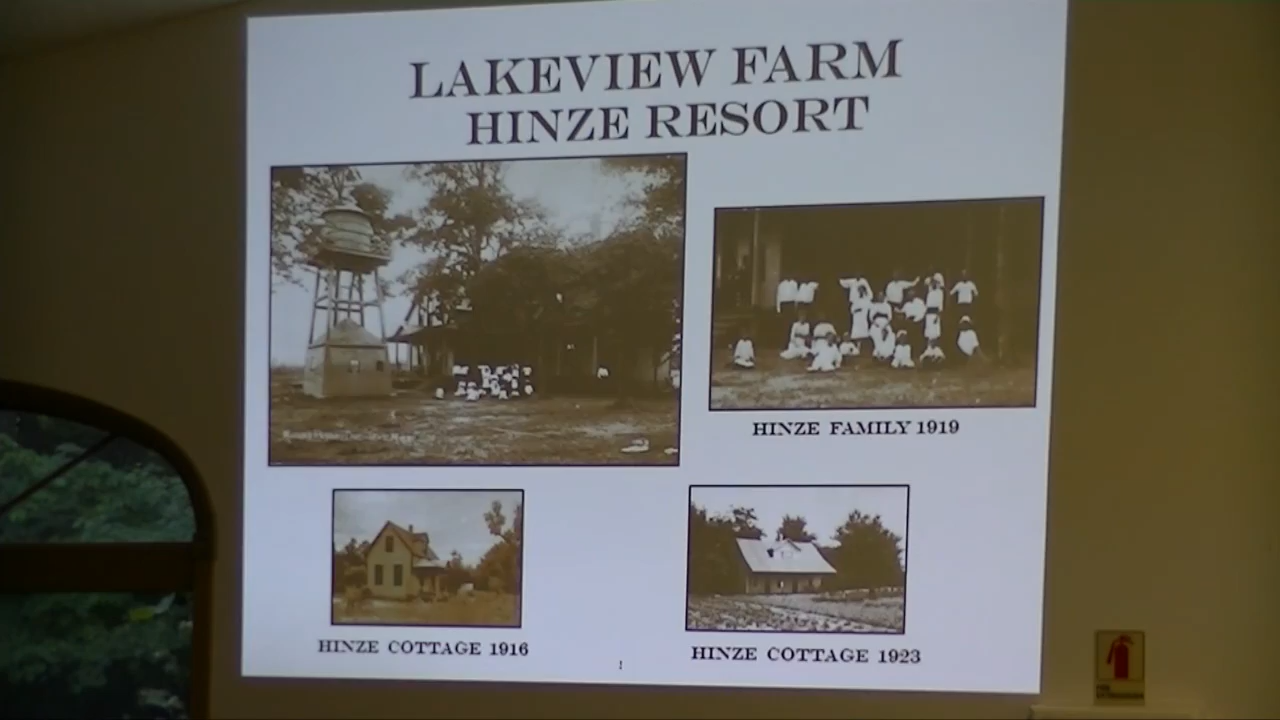 LAKEVIEW FARM
HINZE RESORT
HINZE FAMILY 1919
HINZE COTTAGE 1916
HINZE COTTAGE 1923